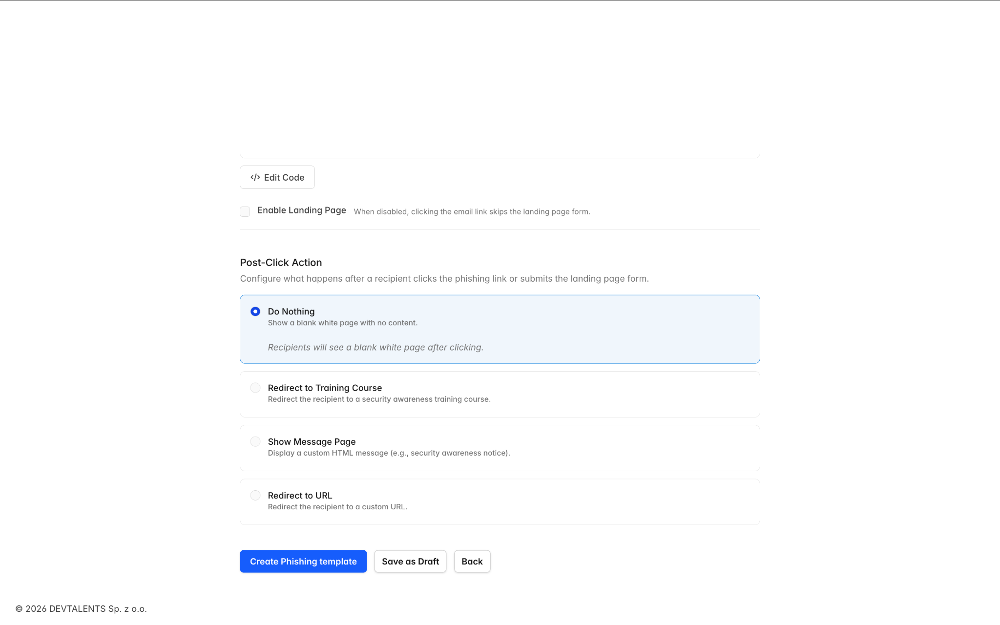 </> Edit Code
Enable Landing Page When disabled, clicking the email link skips the landing page form.
Post-Click Action
Configure what happens after a recipient clicks the phishing link or submits the landing page form.
Do Nothing
Show a blank white page with no content.
Recipients will see a blank white page after clicking.
Redirect to Training Course
Redirect the recipient to a security awareness training course.
Show Message Page
Display a custom HTML message (e.g., security awareness notice).
Redirect to URL
Redirect the recipient to a custom URL.
Create Phishing template Save as Draft Back
© 2026 DEVTALENTS Sp. z o.o.